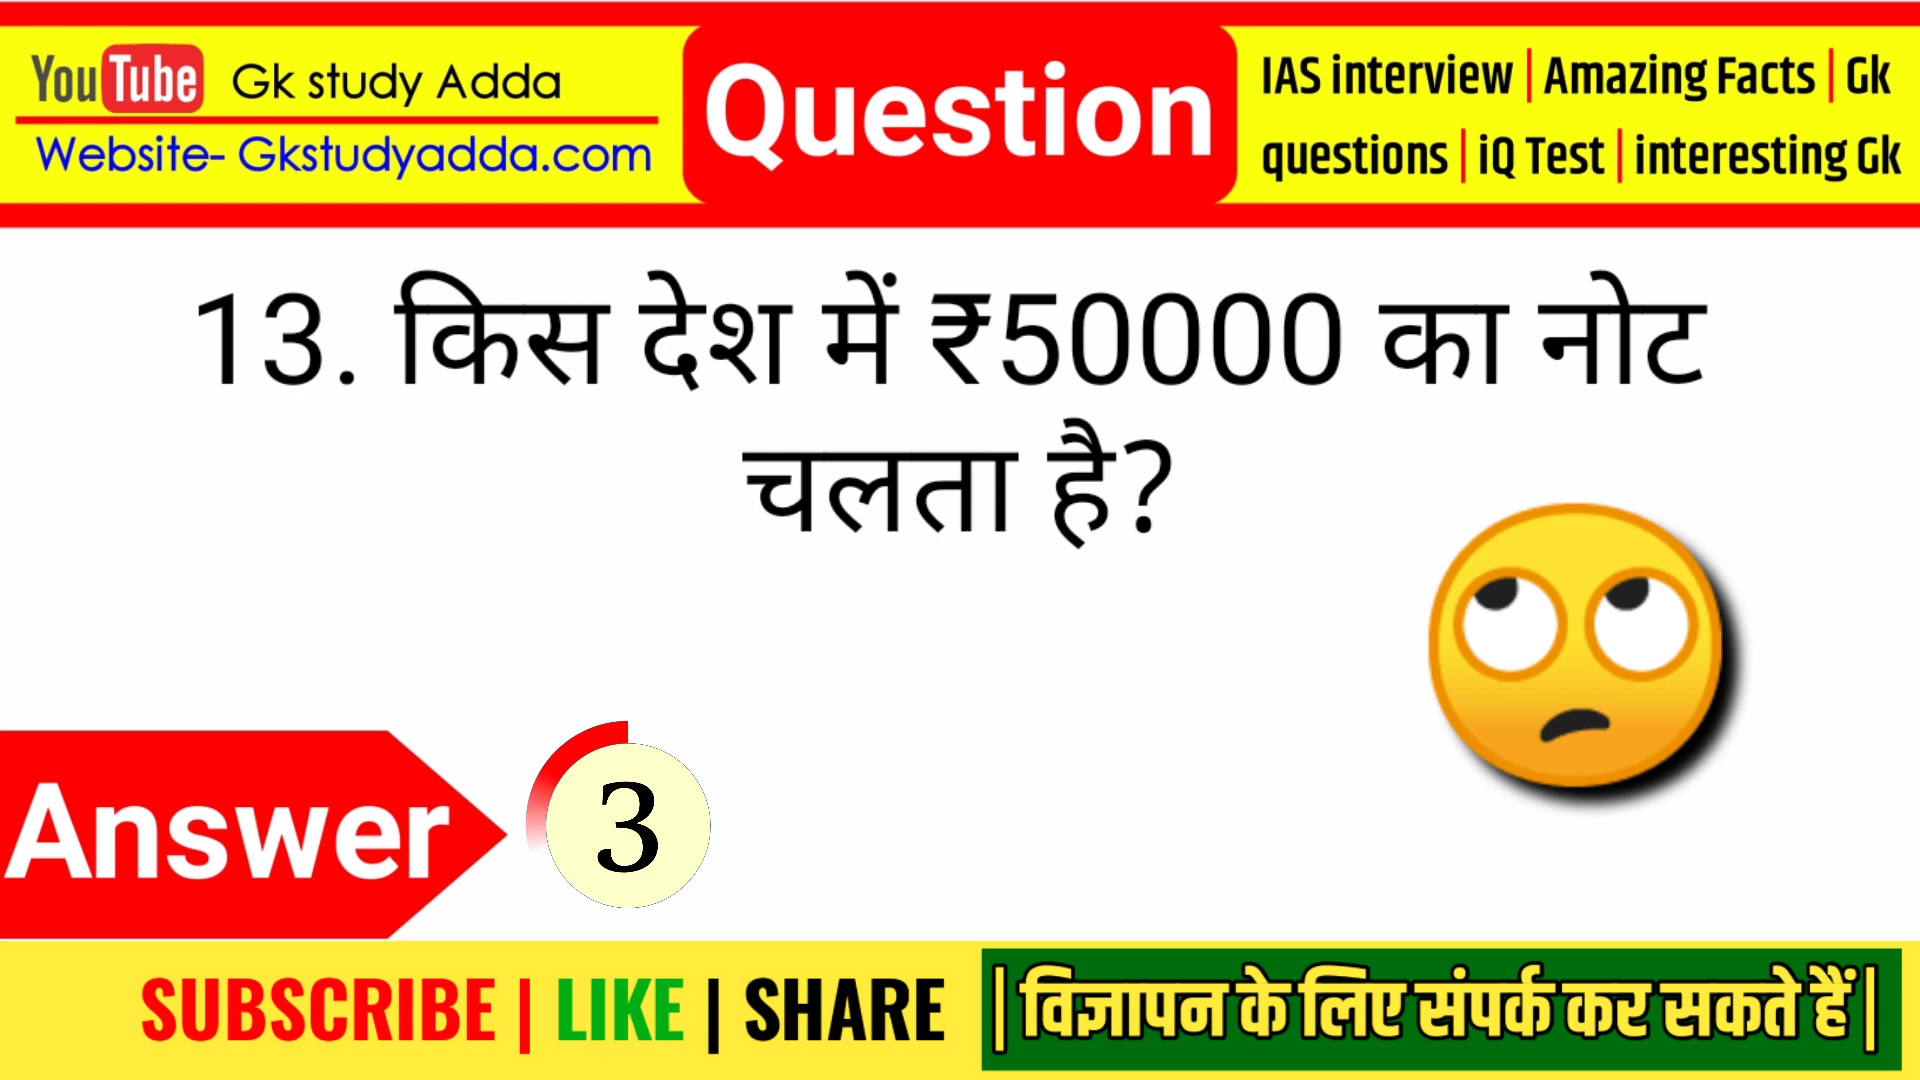 YouTube Gk study Adda
Website- Gkstudyadda.com
Question
IAS interview | Amazing Facts | Gk
questions | iQ Test | interesting Gk
13. किस देश में ₹50000 का नोट
चलता है?
Answer
3
SUBSCRIBE | LIKE | SHARE
| विज्ञापन के लिए संपर्क कर सकते हैं |